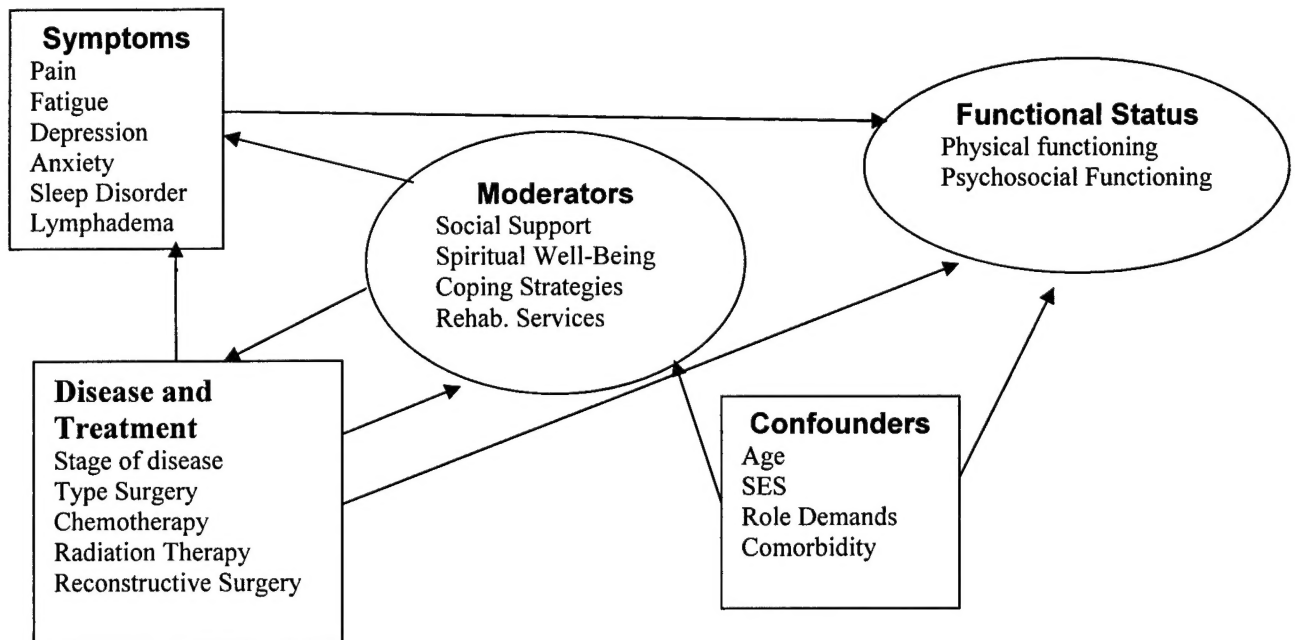 Symptoms
Pain
Fatigue
Depression
Anxiety
Sleep Disorder
Lymphadema
Functional Status
Physical functioning
Psychosocial Functioning
Moderators
Social Support
Spiritual Well-Being
Coping Strategies
Rehab. Services
Disease and
Treatment
Stage of disease
Type Surgery
Chemotherapy
Radiation Therapy
Reconstructive Surgery
Confounders
Age
SES
Role Demands
Comorbidity